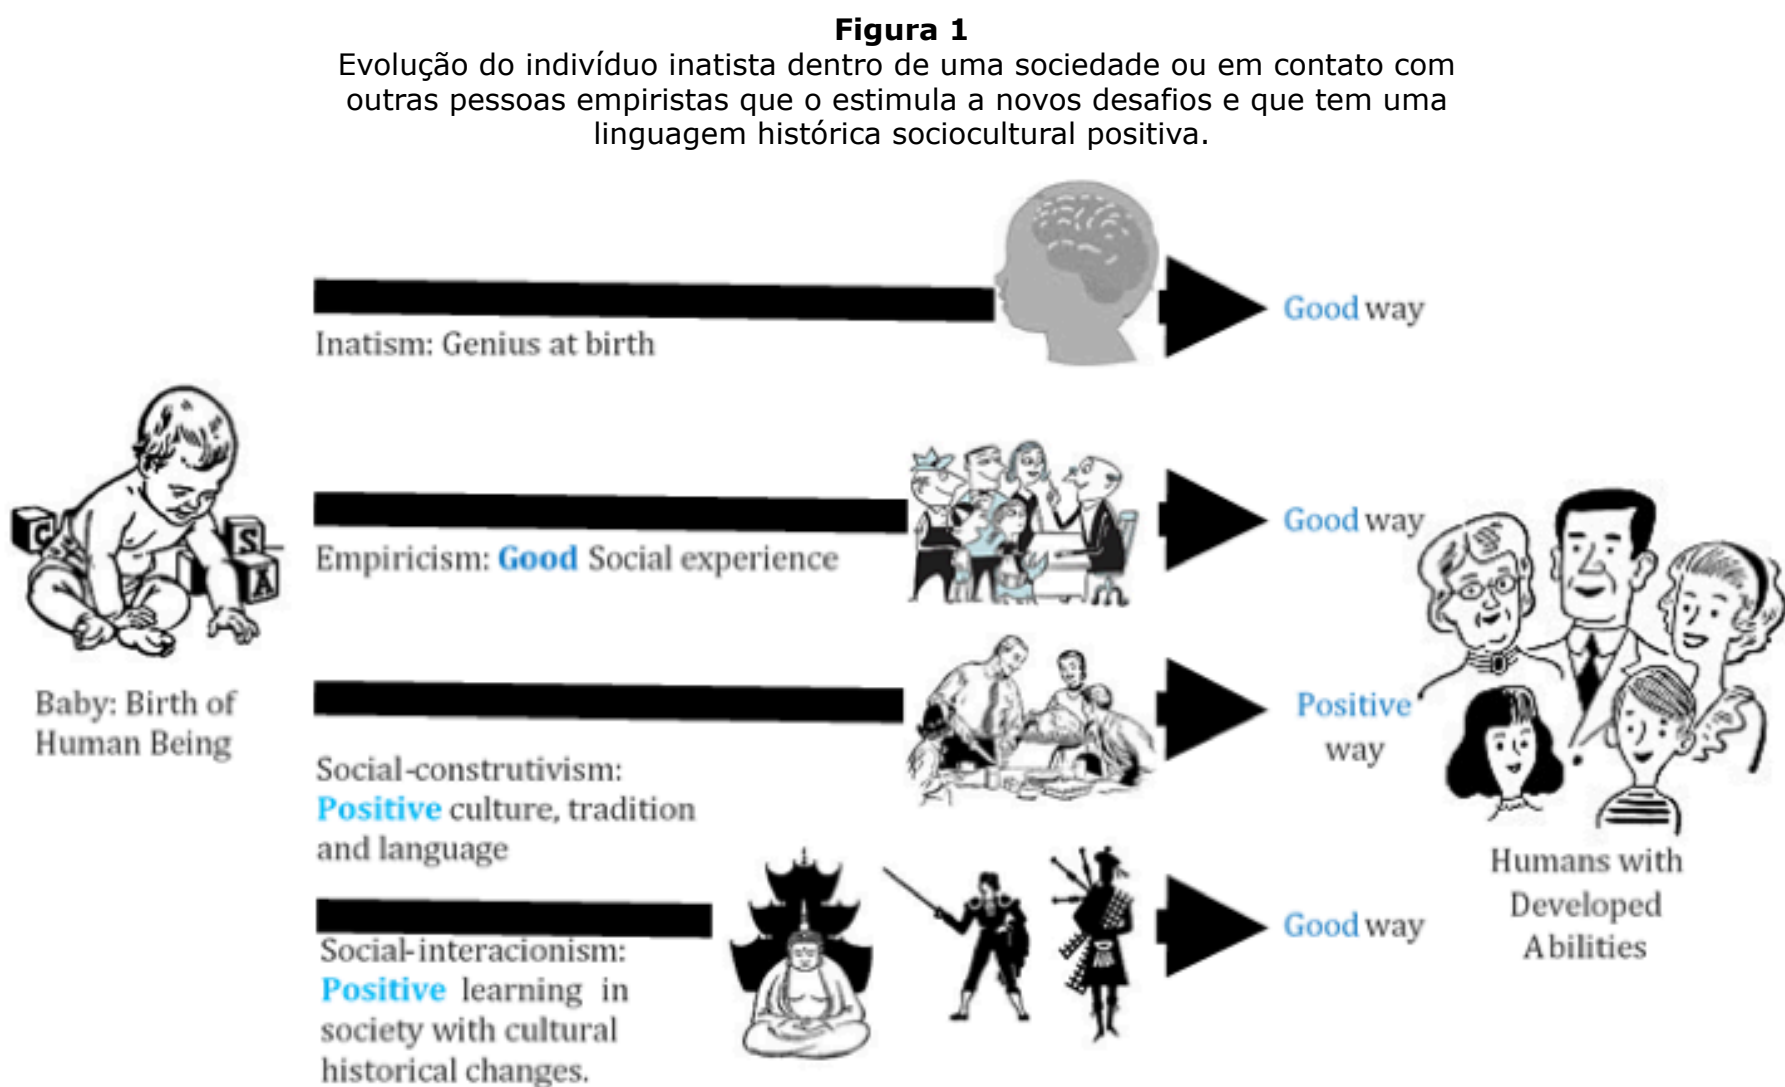 Figura 1
Evolução do indivíduo inatista dentro de uma sociedade ou em contato com
outras pessoas empiristas que o estimula a novos desafios e que tem uma
linguagem histórica sociocultural positiva.
Good way
Inatism: Genius at birth
C
S
A
Good way
Empiricism: Good Social experience
Baby: Birth of
Human Being
Positive
way
Social-construtivism:
Positive culture, tradition
and language
Humans with
Developed
Abilities
Good way
Social-interacionism:
Positive learning in
society with cultural
historical changes.